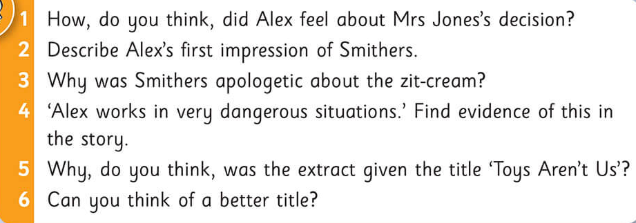 1 How, do you think, did Alex feel about Mrs Jones’s decision?
2 Describe Alex’s first impression of Smithers.
3 Why was Smithers apologetic about the zit-cream?
4 ‘Alex works in very dangerous situations.’ Find evidence of this in
the story.
5 Why, do you think, was the extract given the title ‘Toys Aren’t Us’?
6 Can you think of a better title?